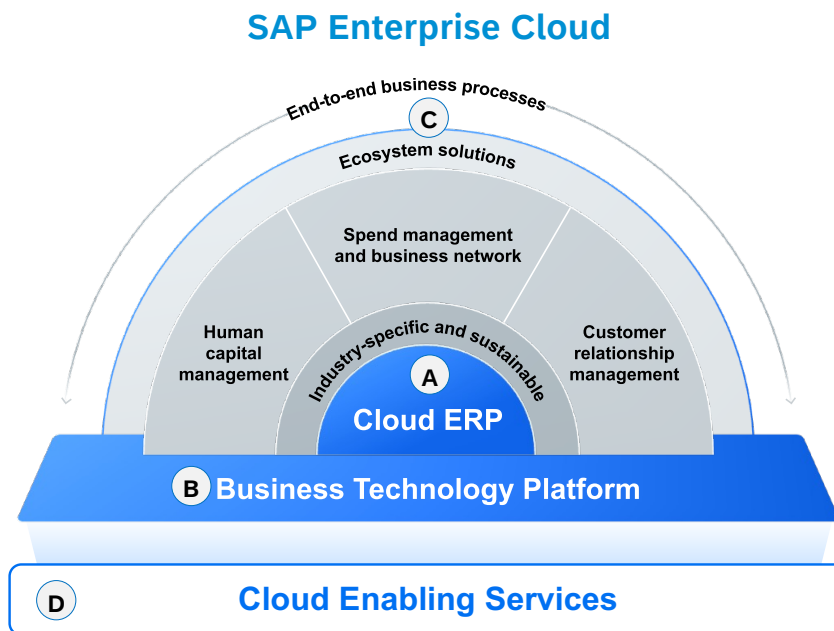 SAP Enterprise Cloud
End-to-end business processes
C
Ecosystem solutions
Spend management
and business network
Human
capital
management
Customer
relationship
management
Industry-specific and sustainable
A
Cloud ERP
B
Business Technology Platform
D
Cloud Enabling Services